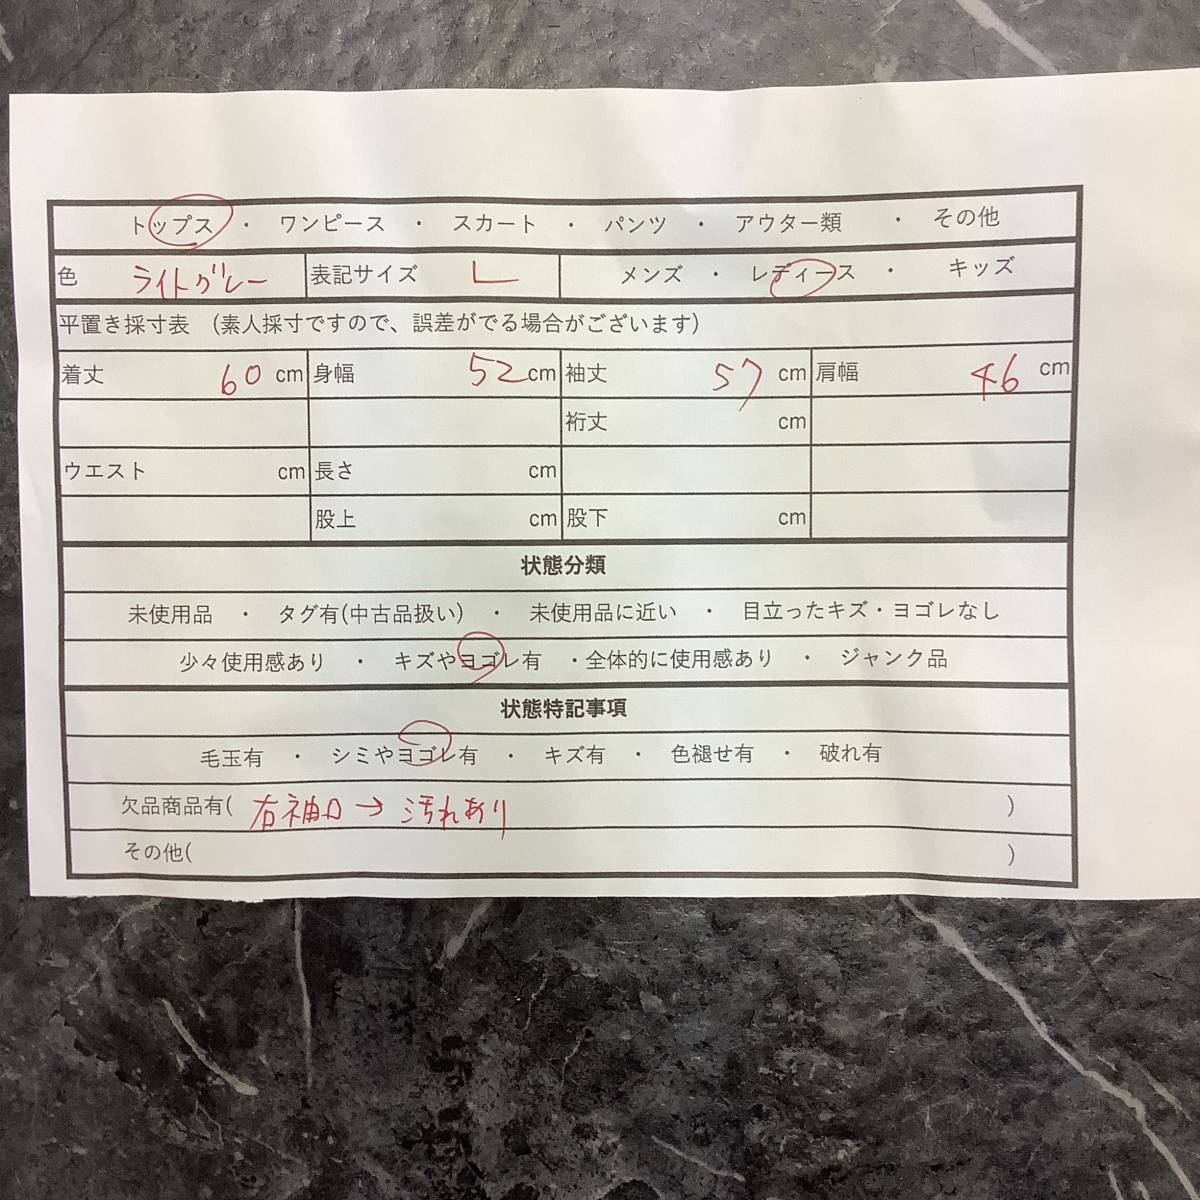 トップス ・ ワンピース ・ スカート ・ パンツ ・ アウター類 ・ その他
色 ライトグレー 表記サイズ L メンズ ・ レディース ・ キッズ
平置き採寸表 (素人採寸ですので、誤差がでる場合がございます)
着丈 60 cm 身幅 52 cm 袖丈 57 cm 肩幅 46 cm
裄丈 cm
ウエスト cm 長さ cm
股上 cm 股下 cm
状態分類
未使用品 ・ タグ有(中古品扱い) ・ 未使用品に近い ・ 目立ったキズ・ヨゴレなし
少々使用感あり ・ キズやヨゴレ有 ・全体的に使用感あり ・ ジャンク品
状態特記事項
毛玉有 ・ シミやヨゴレ有 ・ キズ有 ・ 色褪せ有 ・ 破れ有
欠品商品有( 右袖口→汚れあり )
その他( )